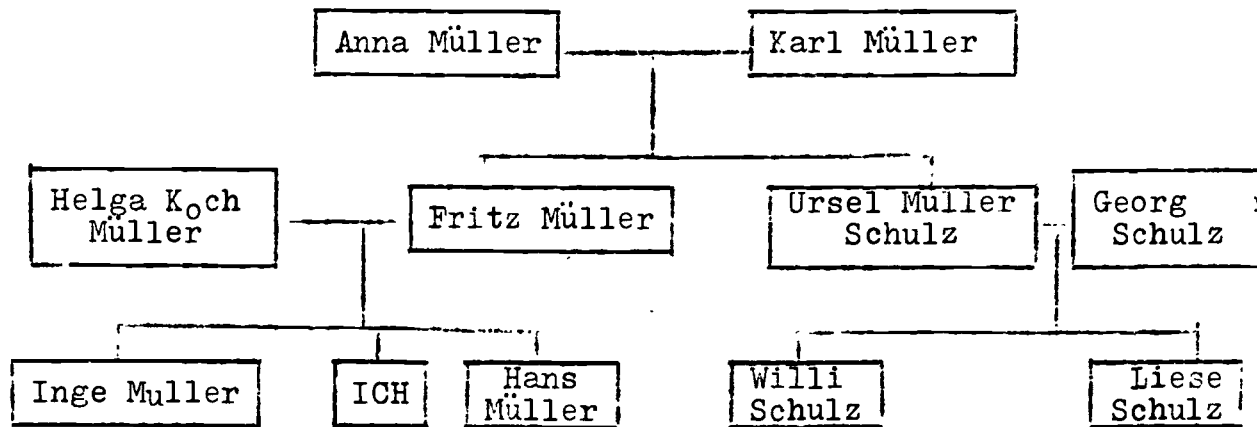 Anna Müller
Karl Müller
Helga Koch
Müller
Fritz Müller
Ursel Muller
Schulz
Georg
Schulz
Inge Muller
ICH
Hans
Müller
Willi
Schulz
Liese
Schulz